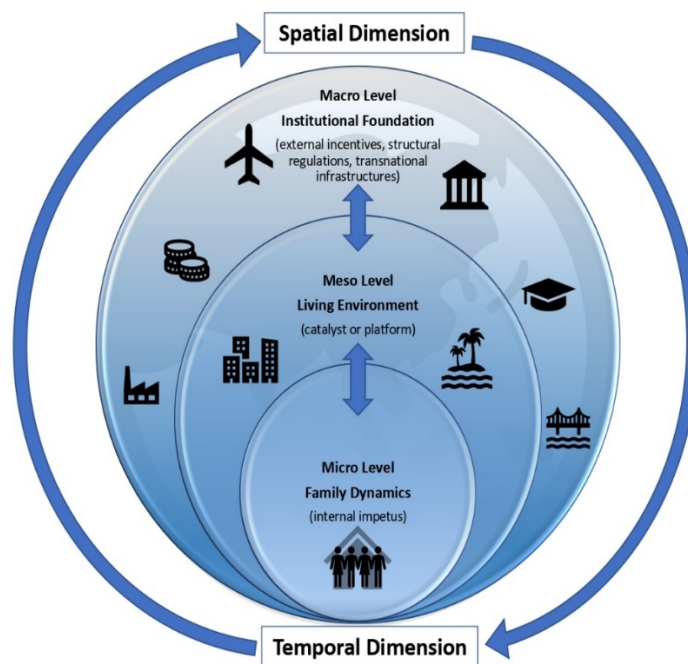 Spatial Dimension
Macro Level
Institutional Foundation
(external incentives, structural
regulations, transnational
infrastructures)
Meso Level
Living Environment
(catalyst or platform)
Micro Level
Family Dynamics
(internal impetus)
Temporal Dimension